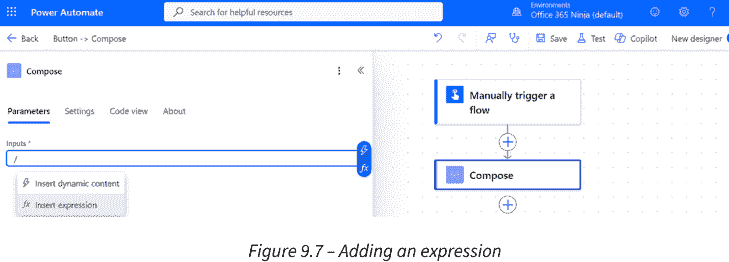 Power Automate
Search for helpful resources
Environments
Office 365 Ninja (default)
Back
Button -> Compose
Save
Test
Copilot
New designer
Compose
Parameters
Settings
Code view
About
Inputs *
/
fx
Insert dynamic content
fx Insert expression
Manually trigger a
flow
Compose
Figure 9.7 – Adding an expression